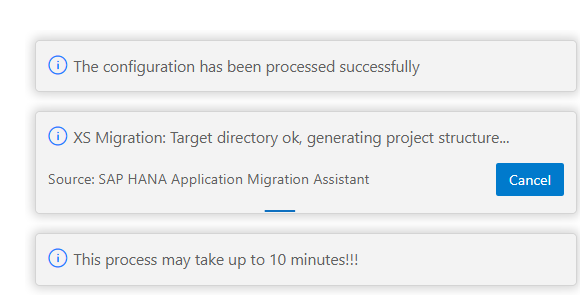 The configuration has been processed successfully
XS Migration: Target directory ok, generating project structure...
Source: SAP HANA Application Migration Assistant
Cancel
This process may take up to 10 minutes!!!